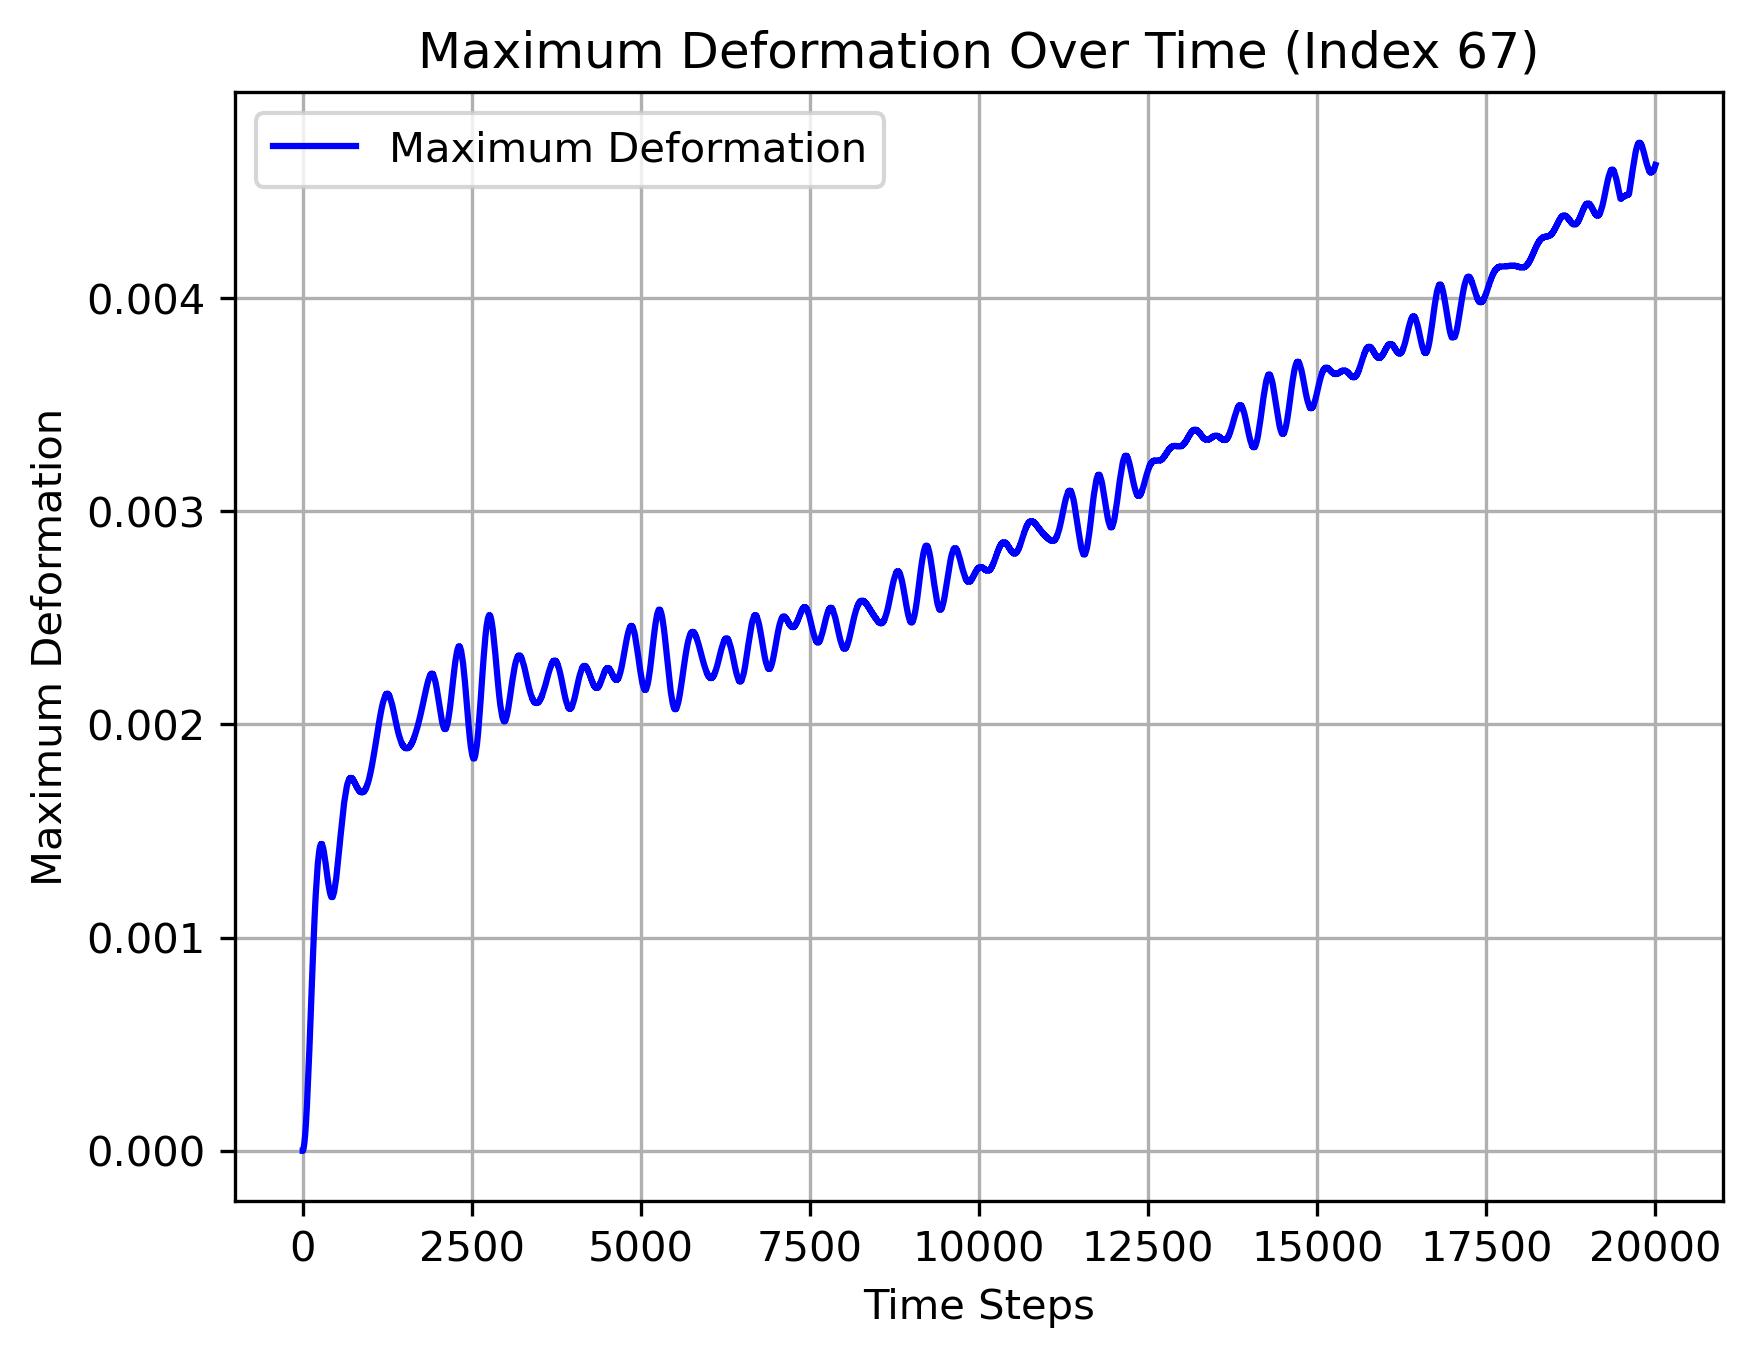 Maximum Deformation Over Time (Index 67)
Maximum Deformation
0.004
0.003
0.002
0.001
0.000
Maximum Deformation
0 2500 5000 7500 10000 12500 15000 17500 20000
Time Steps